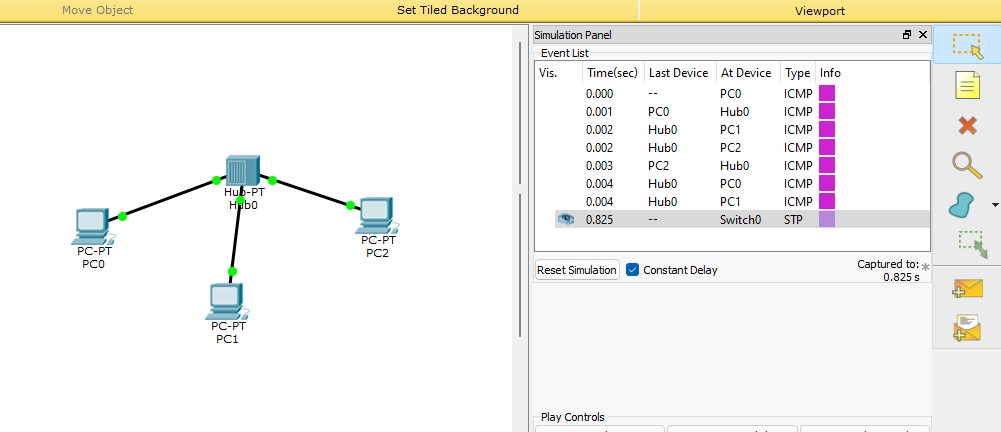 Move Object Set Tiled Background Viewport
Simulation Panel
Event List
Vis. Time(sec) Last Device At Device Type Info
0.000 -- PC0 ICMP
0.001 PC0 Hub0 ICMP
0.002 Hub0 PC1 ICMP
0.002 Hub0 PC2 ICMP
0.003 PC2 Hub0 ICMP
0.004 Hub0 PC0 ICMP
0.004 Hub0 PC1 ICMP
0.825 -- Switch0 STP
Reset Simulation Constant Delay Captured to: *
0.825 s
Play Controls
Hub-PT
Hub0
PC-PT
PC0
PC-PT
PC2
PC-PT
PC1